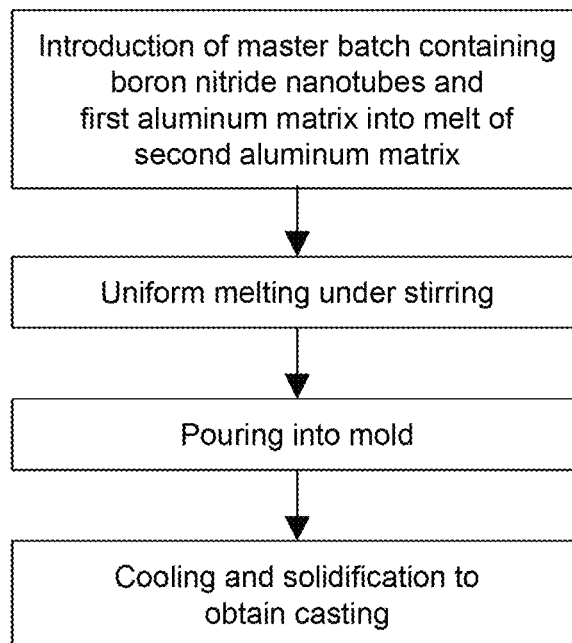 Introduction of master batch containing
boron nitride nanotubes and
first aluminum matrix into melt of
second aluminum matrix
Uniform melting under stirring
Pouring into mold
Cooling and solidification to
obtain casting